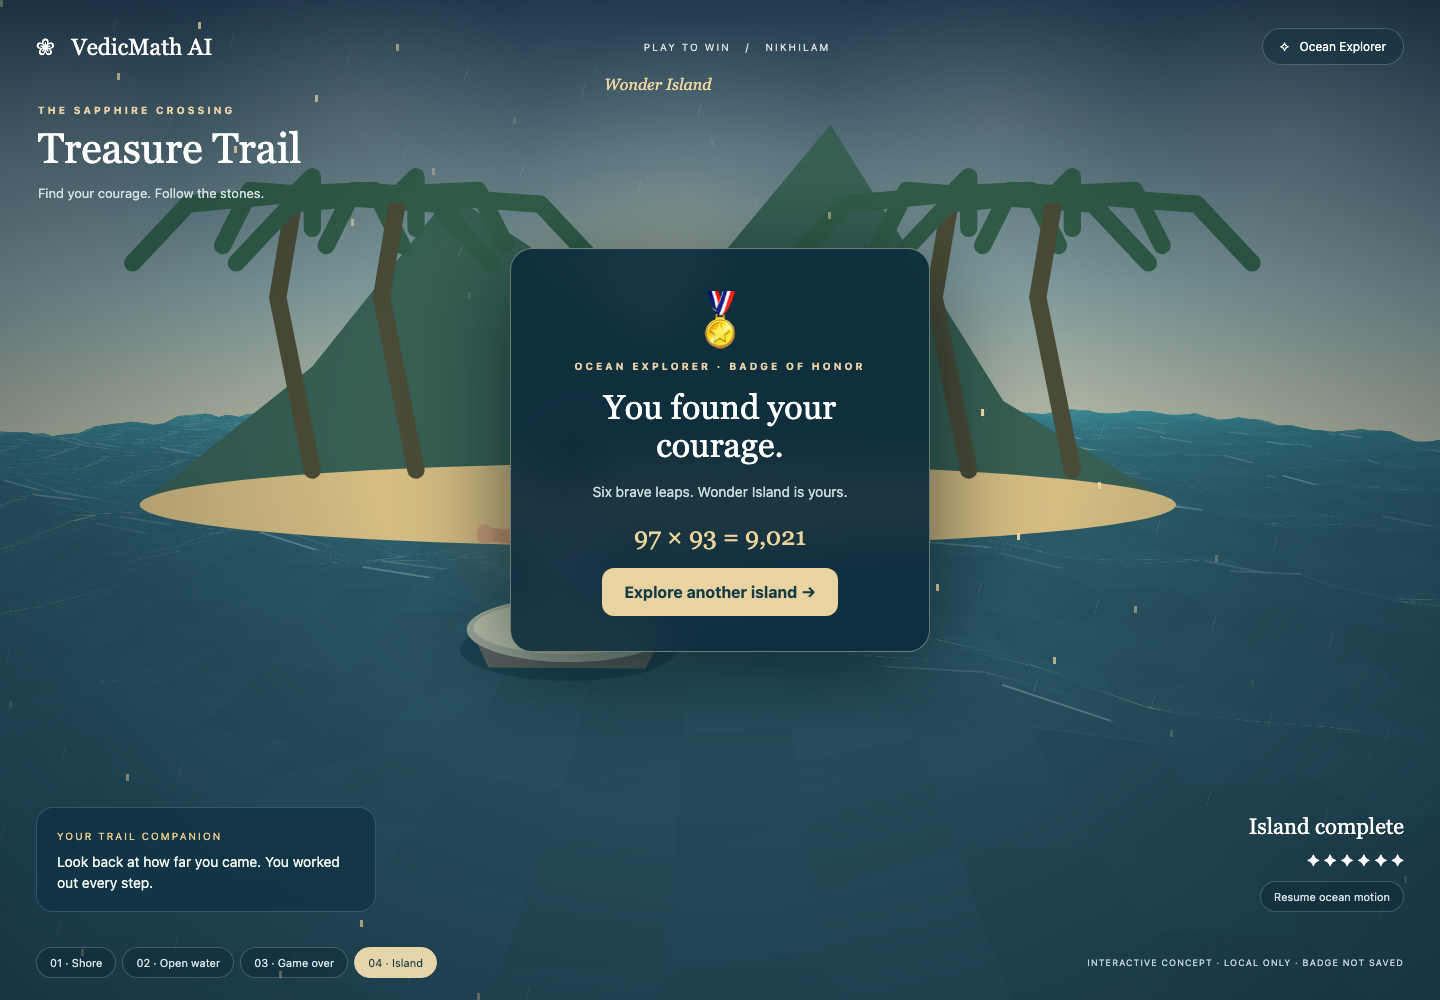 VedicMath AI
PLAY TO WIN / NIKHILAM
Ocean Explorer
Wonder Island
THE SAPPHIRE CROSSING
Treasure Trail
Find your courage. Follow the stones.
OCEAN EXPLORER · BADGE OF HONOR
You found your
courage.
Six brave leaps. Wonder Island is yours.
97 × 93 = 9,021
Explore another island →
YOUR TRAIL COMPANION
Look back at how far you came. You worked
out every step.
Island complete
Resume ocean motion
01 · Shore
02 · Open water
03 · Game over
04 · Island
INTERACTIVE CONCEPT · LOCAL ONLY · BADGE NOT SAVED